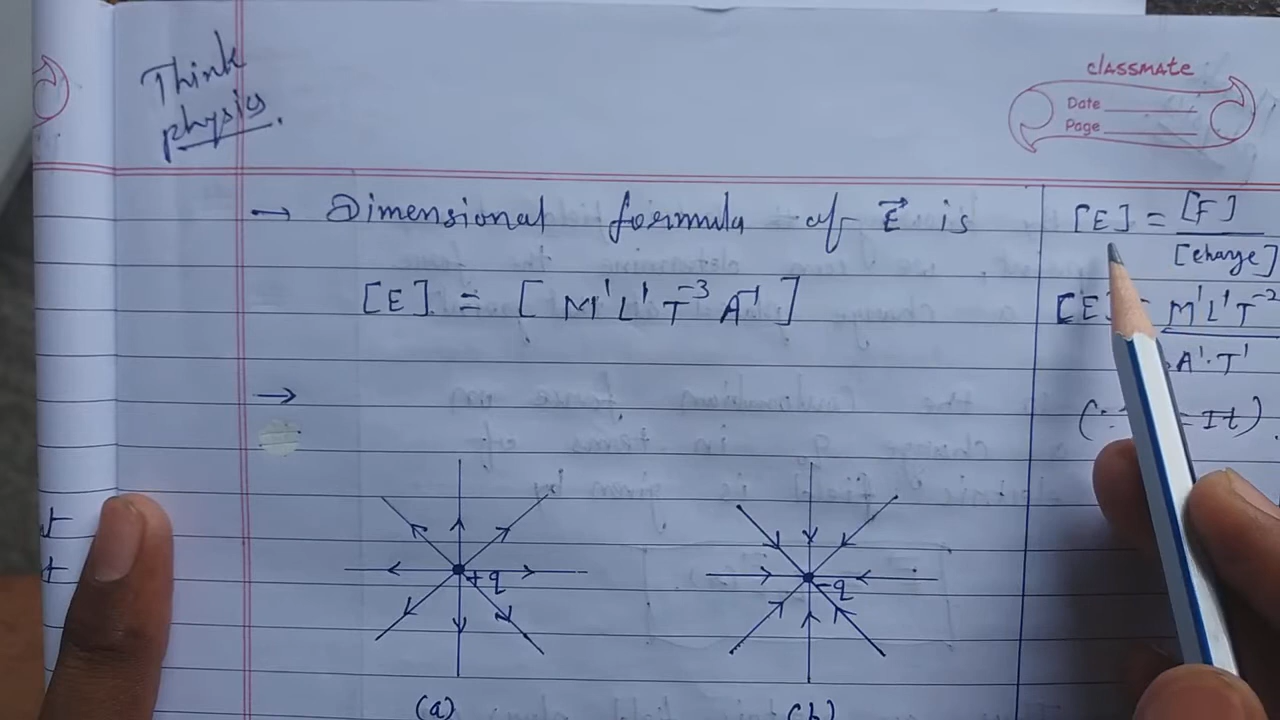 Think
physics.
classmate
Date
Page
→ Dimensional formula of E⃗ is
[E] = [M¹L¹T⁻³A⁻¹]
[E] = [F]
[charge]
[E] = M¹L¹T⁻²
A¹·T¹
= It).
→
+q
-q
(a)
(b)